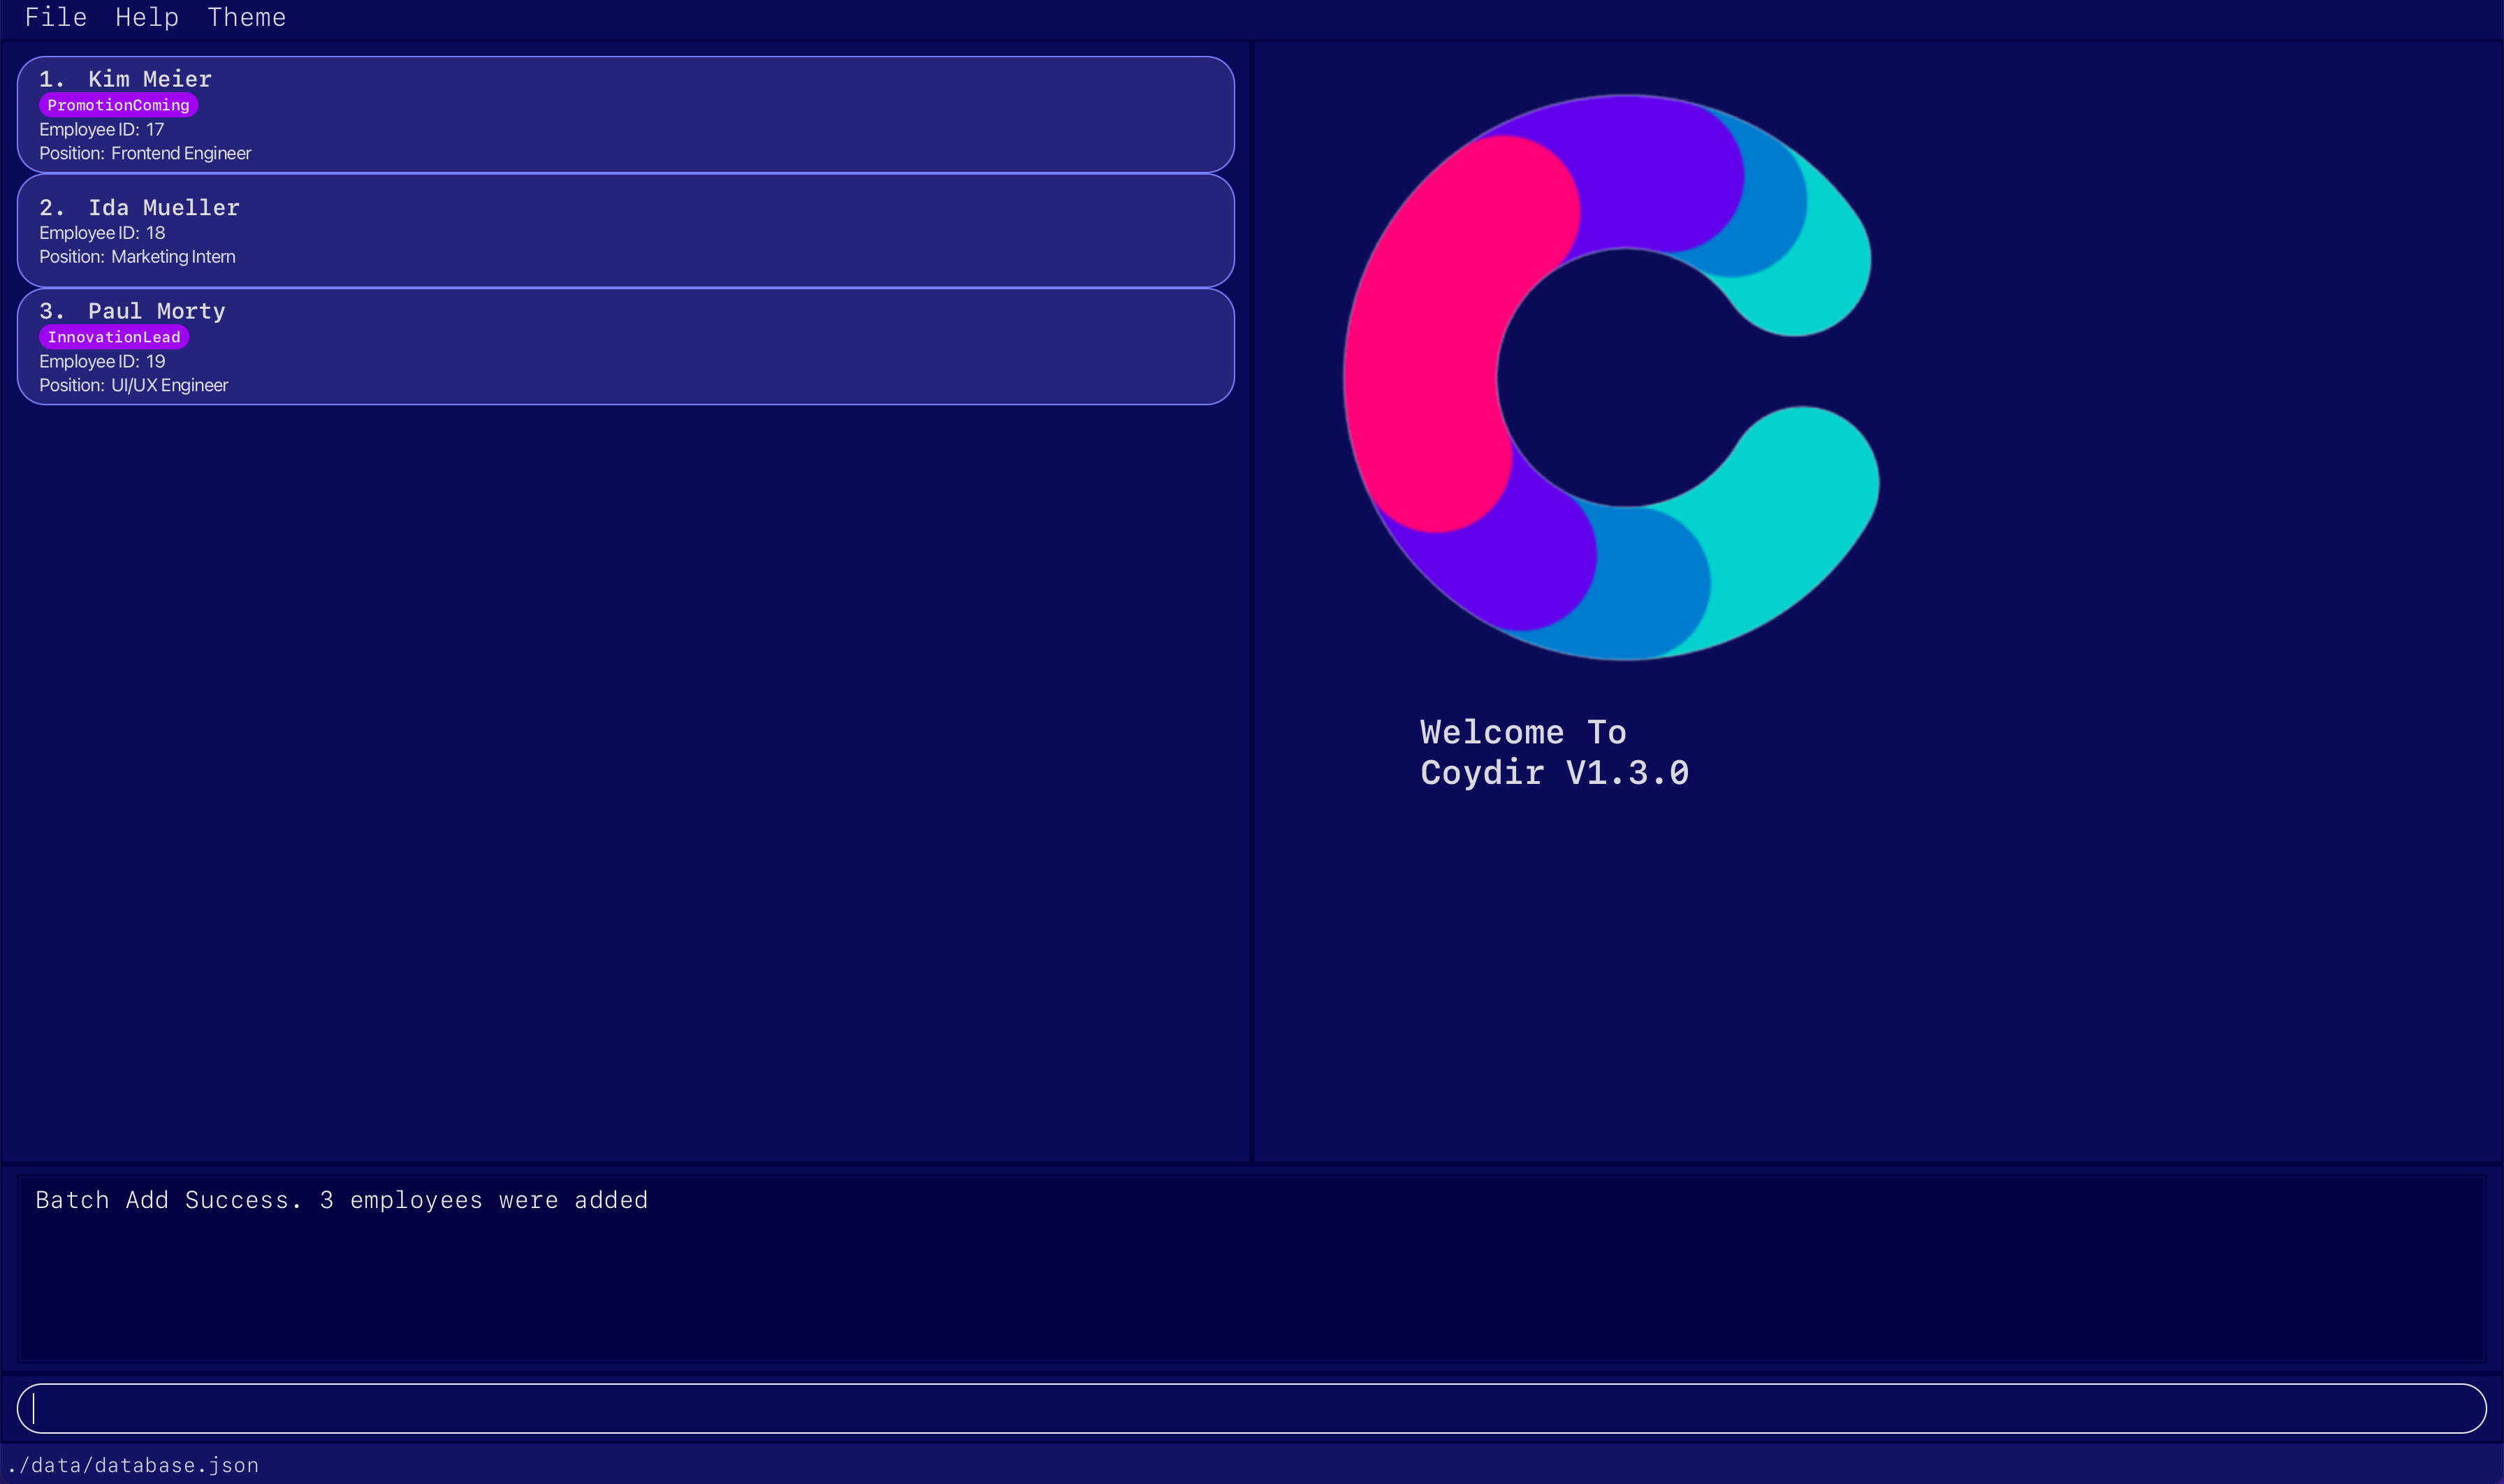 File Help Theme
1. Kim Meier
PromotionComing
Employee ID: 17
Position: Frontend Engineer
2. Ida Mueller
Employee ID: 18
Position: Marketing Intern
3. Paul Morty
InnovationLead
Employee ID: 19
Position: UI/UX Engineer
Welcome To
Coydir V1.3.0
Batch Add Success. 3 employees were added
./data/database.json